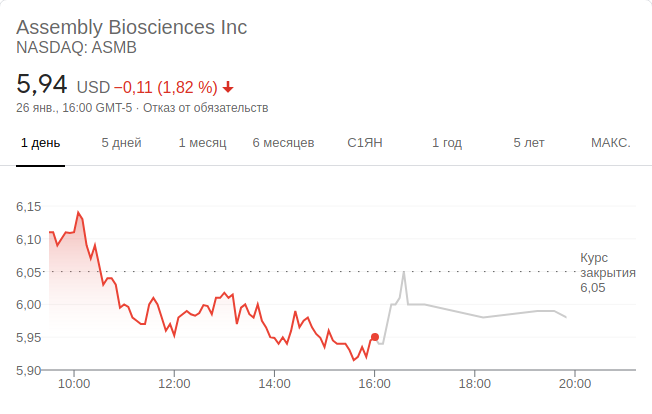 Assembly Biosciences Inc
NASDAQ: ASMB
5,94 USD −0,11 (1,82 %)
26 янв., 16:00 GMT-5 · Отказ от обязательств
1 день 5 дней 1 месяц 6 месяцев С1ЯН 1 год 5 лет МАКС.
6,15
6,10
6,05
6,00
5,95
5,90
Курс
закрытия
6,05
10:00 12:00 14:00 16:00 18:00 20:00